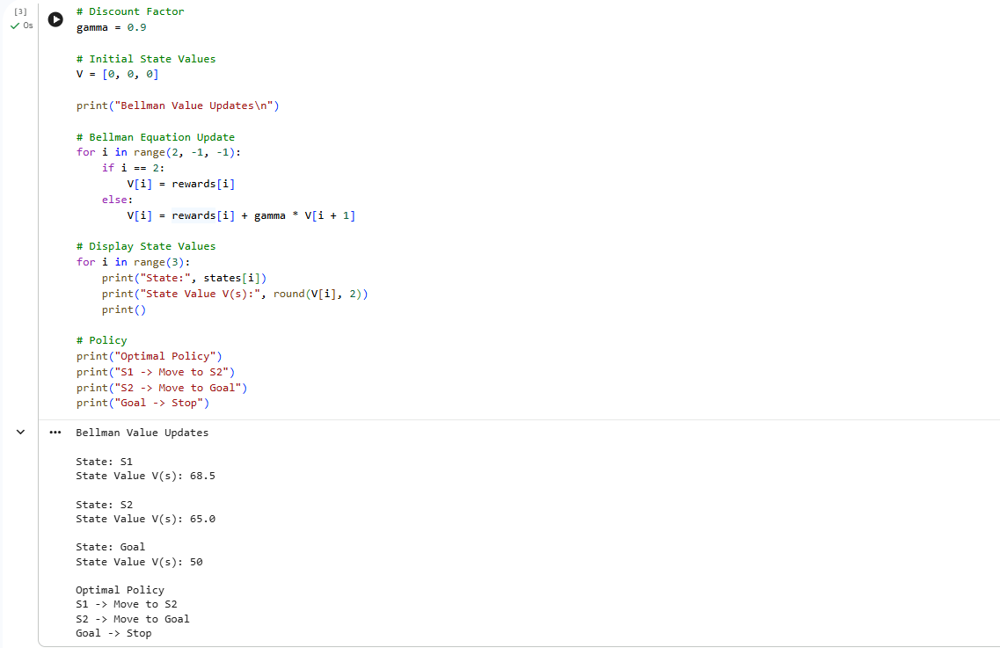 [3]
0s
# Discount Factor
gamma = 0.9
# Initial State Values
V = [0, 0, 0]
print("Bellman Value Updates\n")
# Bellman Equation Update
for i in range(2, -1, -1):
    if i == 2:
        V[i] = rewards[i]
    else:
        V[i] = rewards[i] + gamma * V[i + 1]
# Display State Values
for i in range(3):
    print("State:", states[i])
    print("State Value V(s):", round(V[i], 2))
    print()
# Policy
print("Optimal Policy")
print("S1 -> Move to S2")
print("S2 -> Move to Goal")
print("Goal -> Stop")
Bellman Value Updates
State: S1
State Value V(s): 68.5
State: S2
State Value V(s): 65.0
State: Goal
State Value V(s): 50
Optimal Policy
S1 -> Move to S2
S2 -> Move to Goal
Goal -> Stop